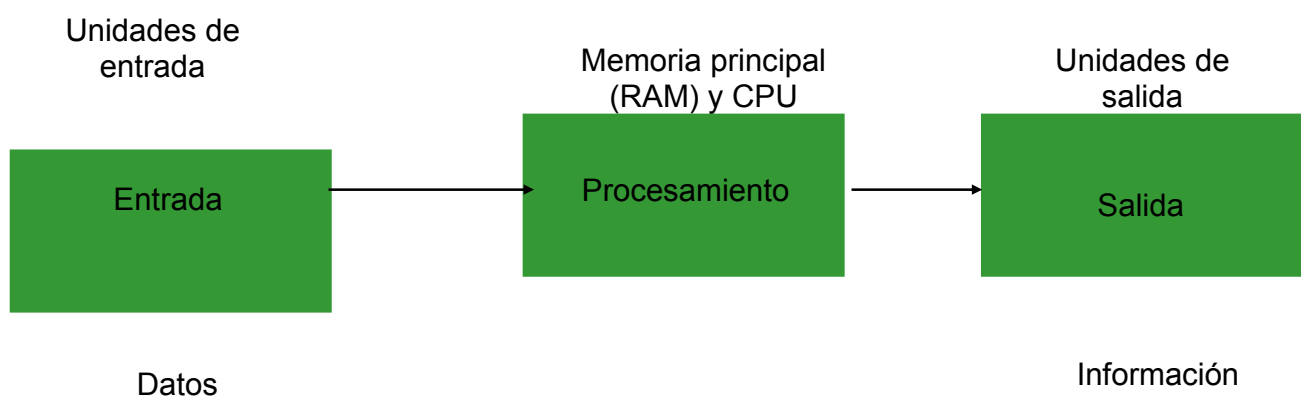 Unidades de
entrada
Memoria principal
(RAM) y CPU
Unidades de
salida
Entrada
Procesamiento
Salida
Datos
Información